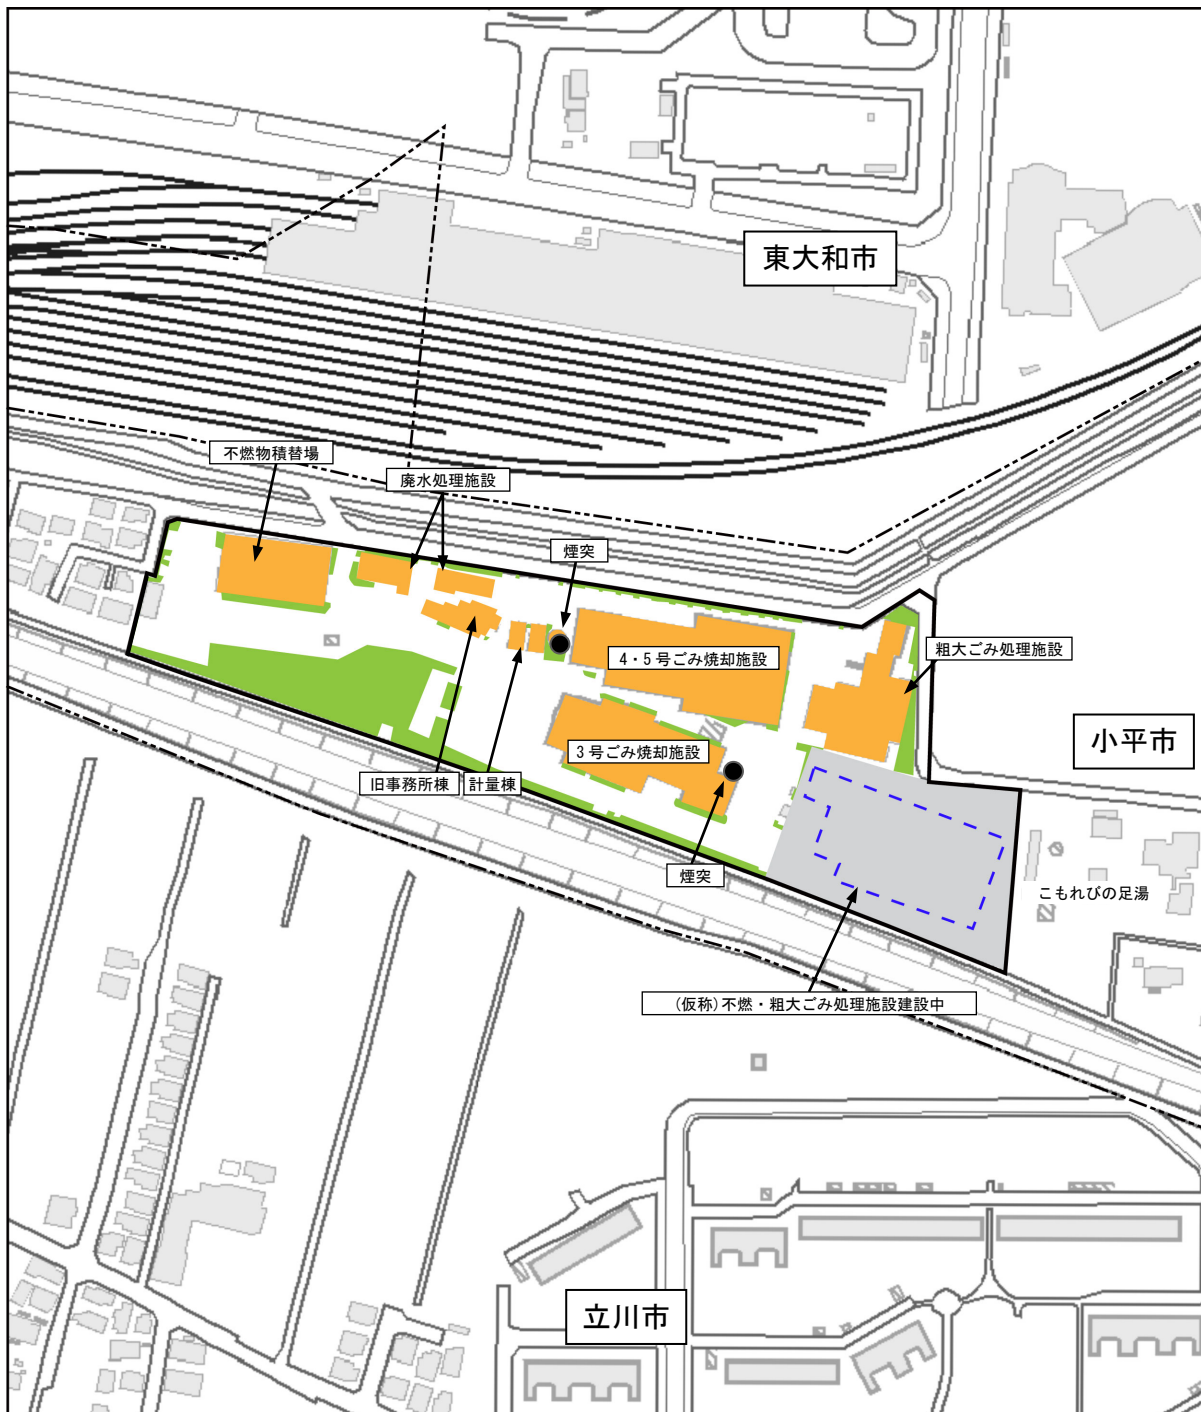 東大和市
不燃物積替場
廃水処理施設
煙突
4・5号ごみ焼却施設
粗大ごみ処理施設
小平市
3号ごみ焼却施設
旧事務所棟
計量棟
煙突
こもれびの足湯
(仮称)不燃・粗大ごみ処理施設建設中
立川市